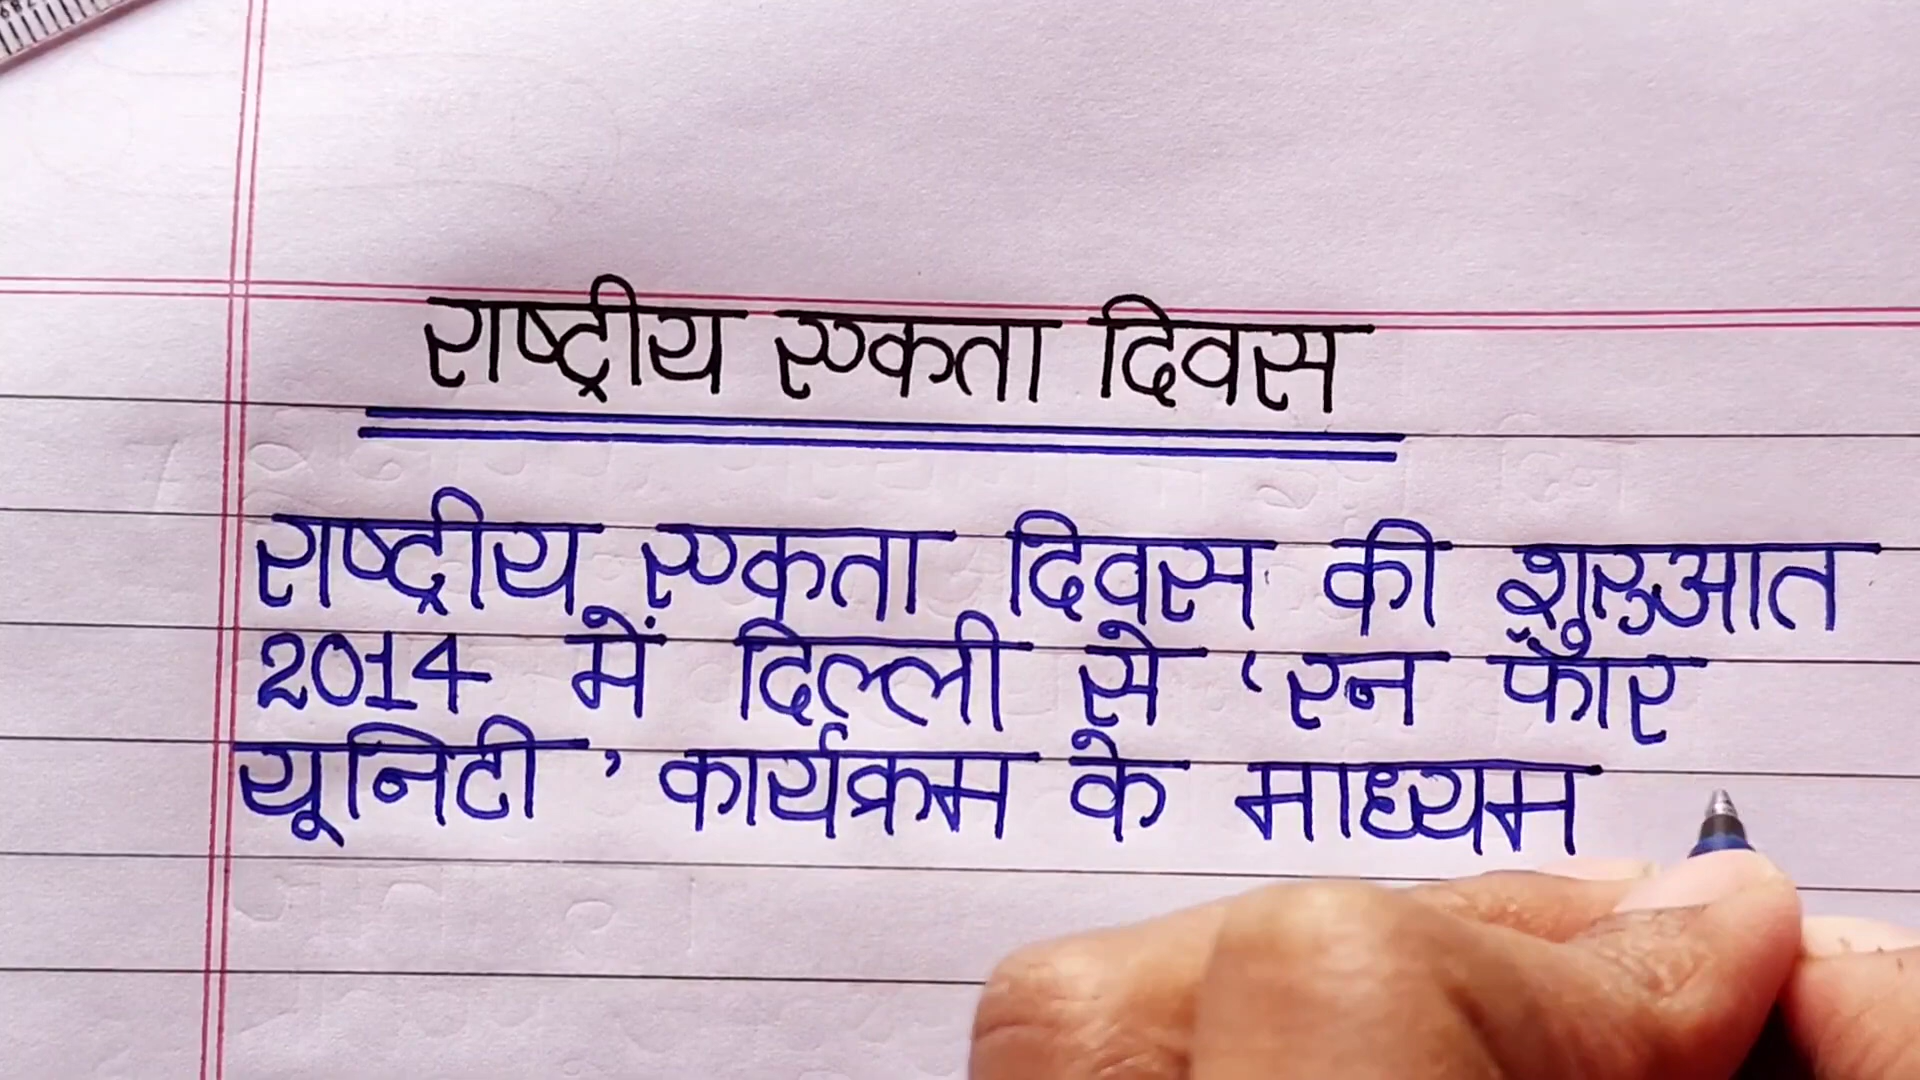 राष्ट्रीय एकता दिवस
राष्ट्रीय एकता दिवस की शुरुआत
2014 में दिल्ली से ‘रन फॉर
यूनिटी’ कार्यक्रम के माध्यम